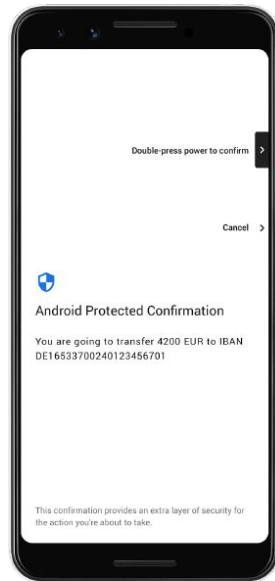 Double-press power to confirm
Cancel
Android Protected Confirmation
You are going to transfer 4200 EUR to IBAN
DE16533700240123456701
This confirmation provides an extra layer of security for
the action you're about to take.